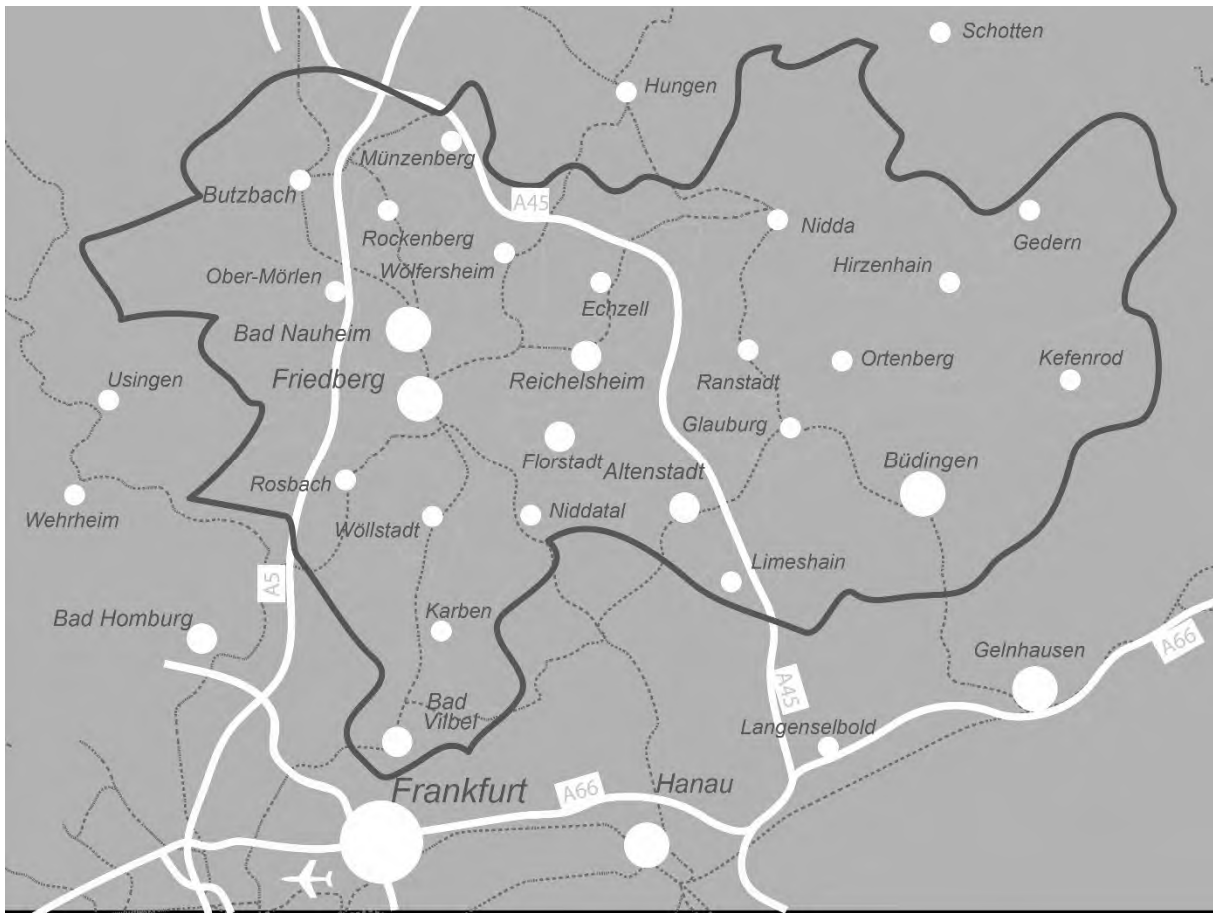 Schotten
Hungen
Münzenberg
Butzbach
A45
Rockenberg
Nidda
Gedern
Wölfersheim
Hirzenhain
Ober-Mörlen
Echzell
Bad Nauheim
Ortenberg
Kefenrod
Friedberg
Reichelsheim
Ranstadt
Usingen
Glauburg
Florstadt
Altenstadt
Büdingen
Rosbach
Wehrheim
Wöllstadt
Niddatal
Limeshain
A5
Bad Homburg
Karben
A66
Gelnhausen
A45
Bad
Vilbel
Langenselbold
Frankfurt
A66
Hanau